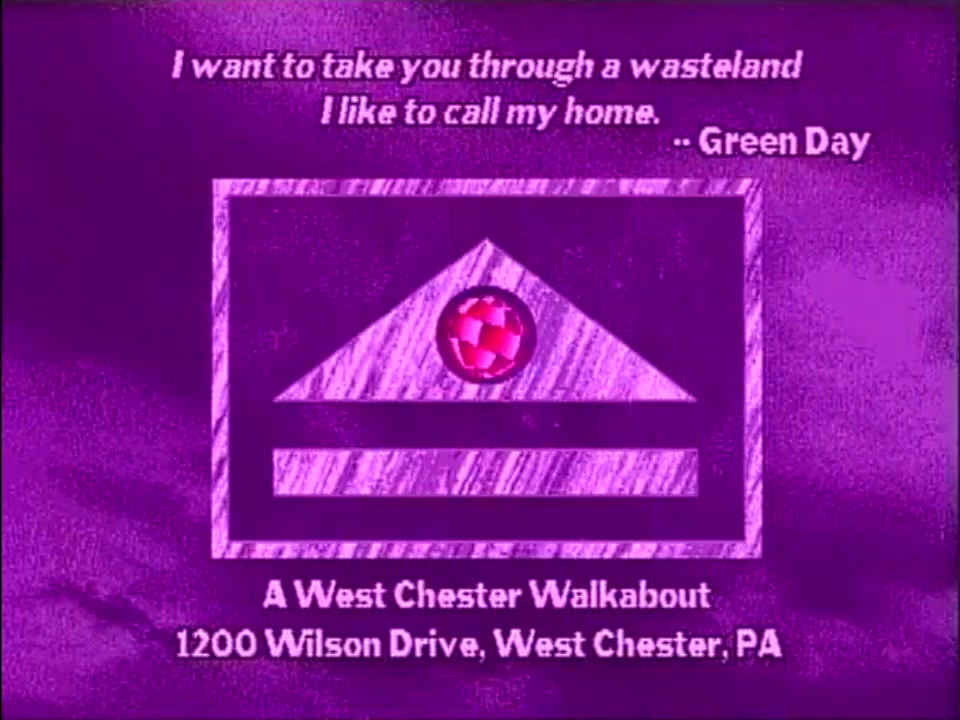 I want to take you through a wasteland
I like to call my home.
-- Green Day
A West Chester Walkabout
1200 Wilson Drive, West Chester, PA